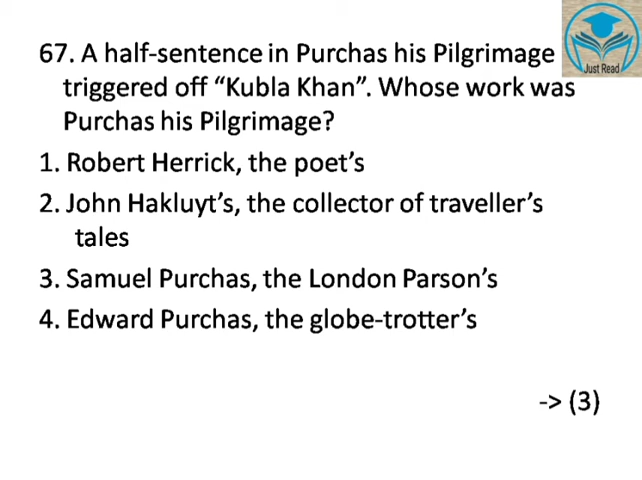 67. A half-sentence in Purchas his Pilgrimage
triggered off “Kubla Khan”. Whose work was
Purchas his Pilgrimage?
1. Robert Herrick, the poet’s
2. John Hakluyt’s, the collector of traveller’s
tales
3. Samuel Purchas, the London Parson’s
4. Edward Purchas, the globe-trotter’s
-> (3)
Just Read